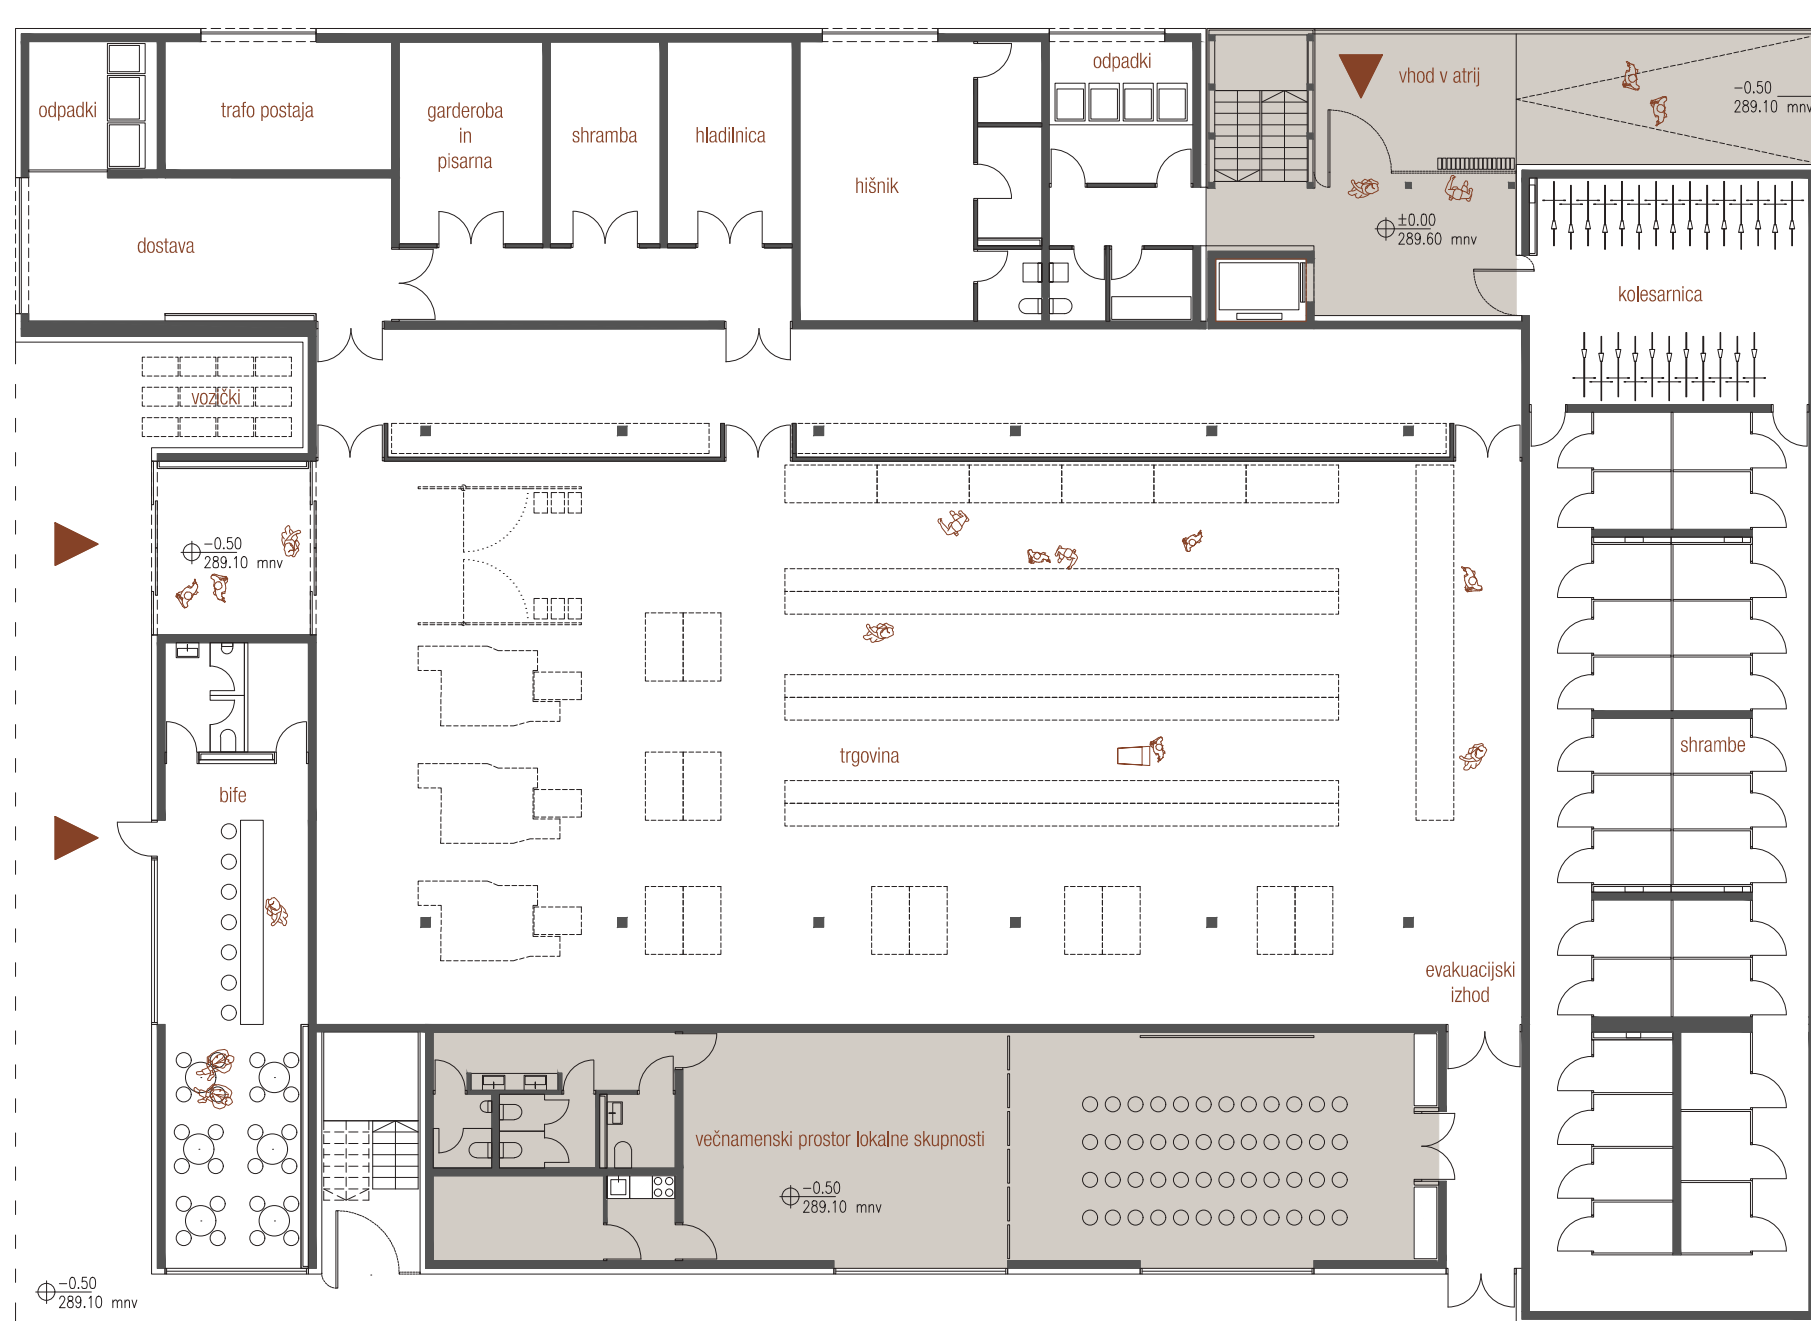 odpadki
trafo postaja
garderoba
in
pisarna
shramba
hladilnica
hišnik
odpadki
vhod v atrij
-0.50
289.10 mnv
dostava
±0.00
289.60 mnv
kolesarnica
vozički
-0.50
289.10 mnv
trgovina
shrambe
bife
evakuacijski
izhod
večnamenski prostor lokalne skupnosti
-0.50
289.10 mnv
-0.50
289.10 mnv